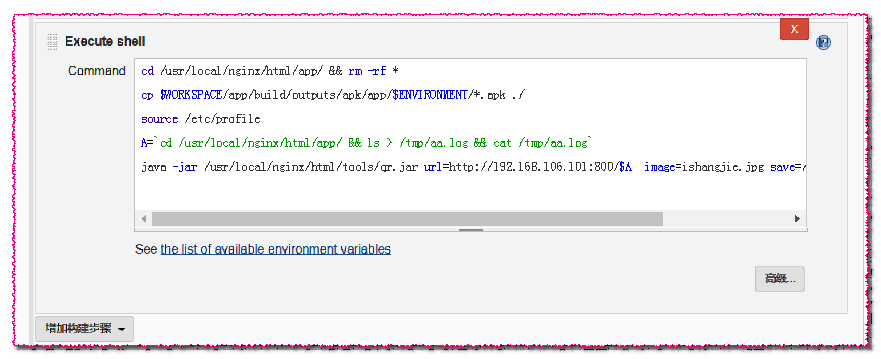 Execute shell
X
Command
cd /usr/local/nginx/html/app/ && rm -rf *
cp $WORKSPACE/app/build/outputs/apk/app/$ENVIRONMENT/*.apk ./
source /etc/profile
A=`cd /usr/local/nginx/html/app/ && ls > /tmp/aa.log && cat /tmp/aa.log`
java -jar /usr/local/nginx/html/tools/qr.jar url=http://192.168.106.101:800/$A image=ishangjie.jpg save=/
See the list of available environment variables
高级...
增加构建步骤